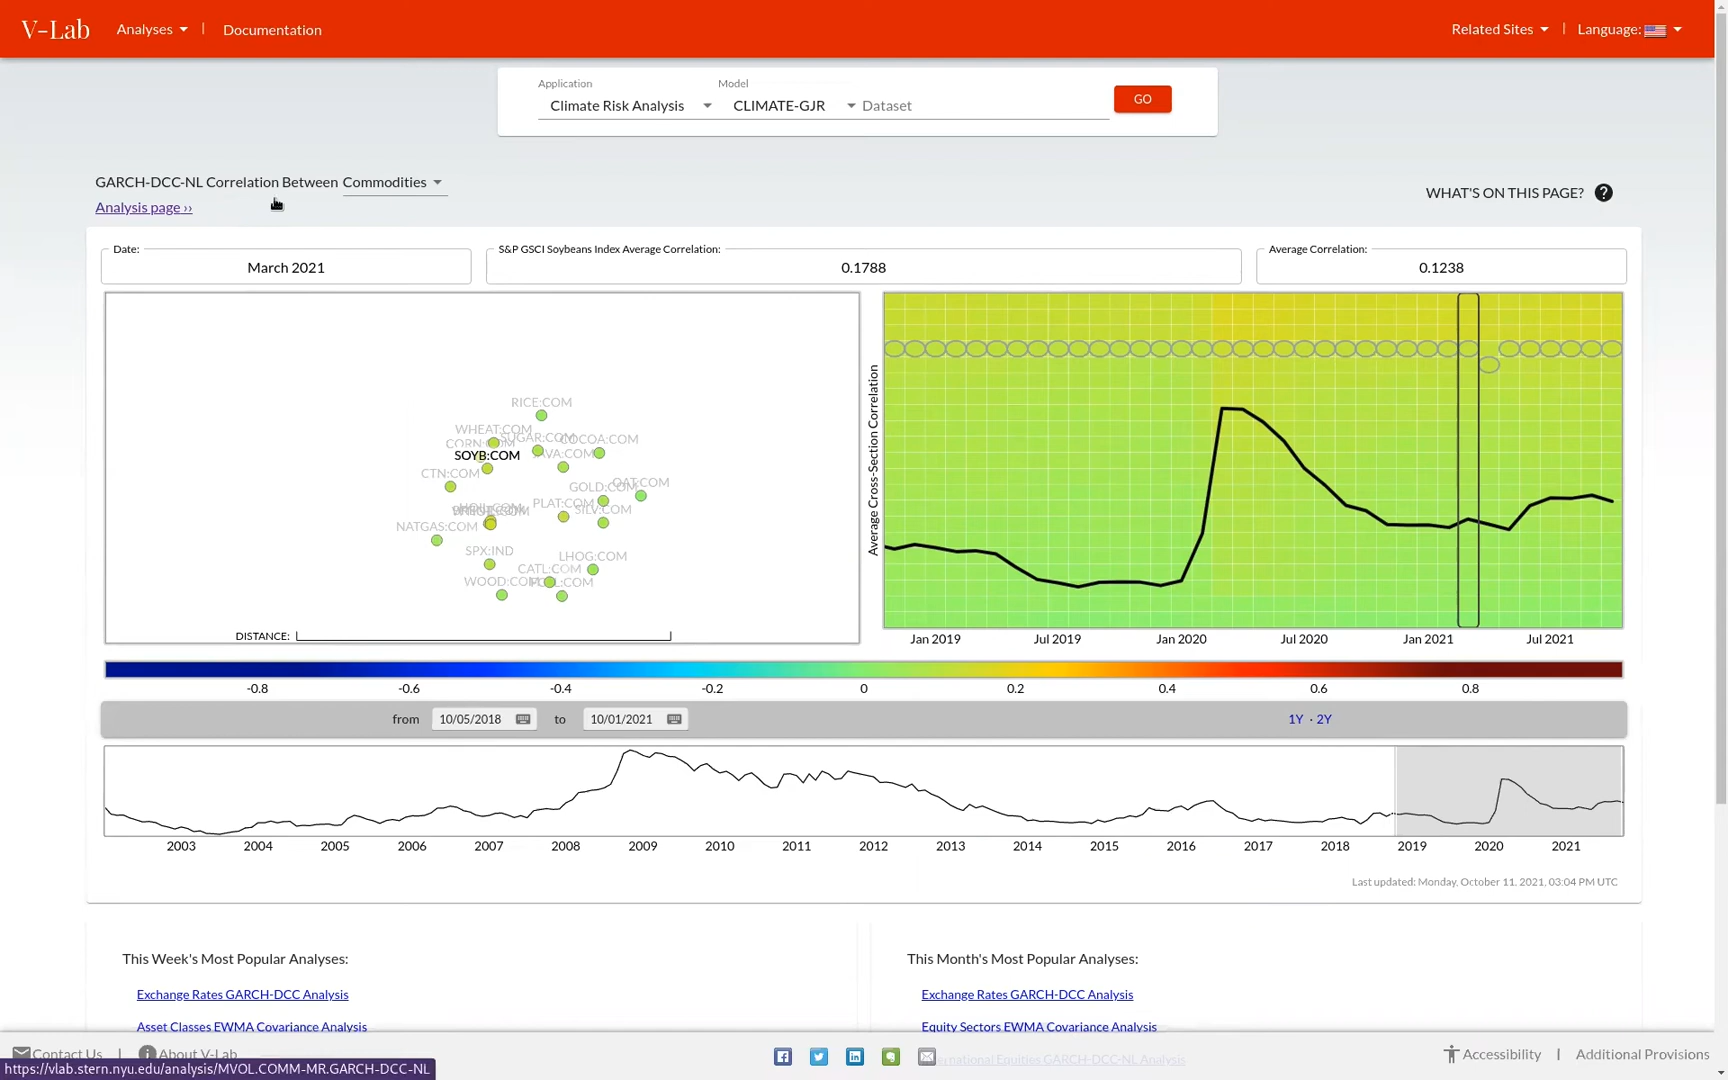 V-Lab
Analyses | Documentation
Related Sites | Language:
Application
Model
Climate Risk Analysis
CLIMATE-GJR
Dataset
GO
GARCH-DCC-NL Correlation Between Commodities
Analysis page ››
WHAT'S ON THIS PAGE? ?
Date:
March 2021
S&P GSCI Soybeans Index Average Correlation:
0.1788
Average Correlation:
0.1238
RICE:COM
WHEAT:COM
SUGAR:COM
COCOA:COM
SOYB:COM
CTN:COM
GOLD:COM
PLAT:COM
SILV:COM
NATGAS:COM
SPX:IND
LHOG:COM
CATL:COM
DISTANCE:
Average Cross-Section Correlation
Jan 2019
Jul 2019
Jan 2020
Jul 2020
Jan 2021
Jul 2021
-0.8
-0.6
-0.4
-0.2
0
0.2
0.4
0.6
0.8
from 10/05/2018 to 10/01/2021
1Y · 2Y
2003
2004
2005
2006
2007
2008
2009
2010
2011
2012
2013
2014
2015
2016
2017
2018
2019
2020
2021
Last updated: Monday, October 11, 2021, 03:04 PM UTC
This Week's Most Popular Analyses:
Exchange Rates GARCH-DCC Analysis
Asset Classes EWMA Covariance Analysis
This Month's Most Popular Analyses:
Exchange Rates GARCH-DCC Analysis
Equity Sectors EWMA Covariance Analysis
ernational Equities GARCH-DCC-NL Analysis
Contact Us | About V-Lab
Accessibility | Additional Provisions
https://vlab.stern.nyu.edu/analysis/MVOL.COMM-MR.GARCH-DCC-NL